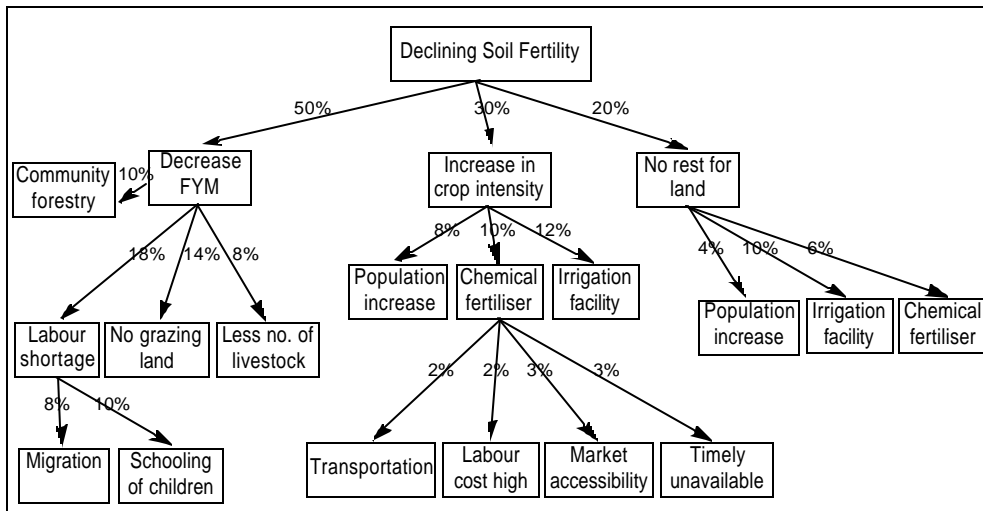 Declining Soil Fertility
50%
30%
20%
Community
forestry
10%
Decrease
FYM
Increase in
crop intensity
No rest for
land
18%
14%
8%
8%
10%
12%
4%
10%
6%
Population
increase
Chemical
fertiliser
Irrigation
facility
Labour
shortage
No grazing
land
Less no. of
livestock
Population
increase
Irrigation
facility
Chemical
fertiliser
8%
10%
2%
2%
3%
3%
Migration
Schooling
of children
Transportation
Labour
cost high
Market
accessibility
Timely
unavailable